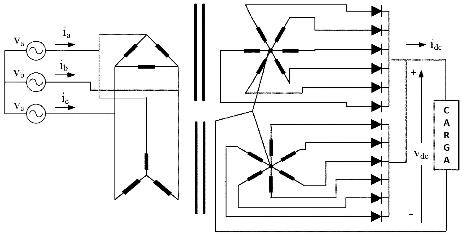 va ia
vb ib
vc ic
idc
+
vdc
-
CARGA